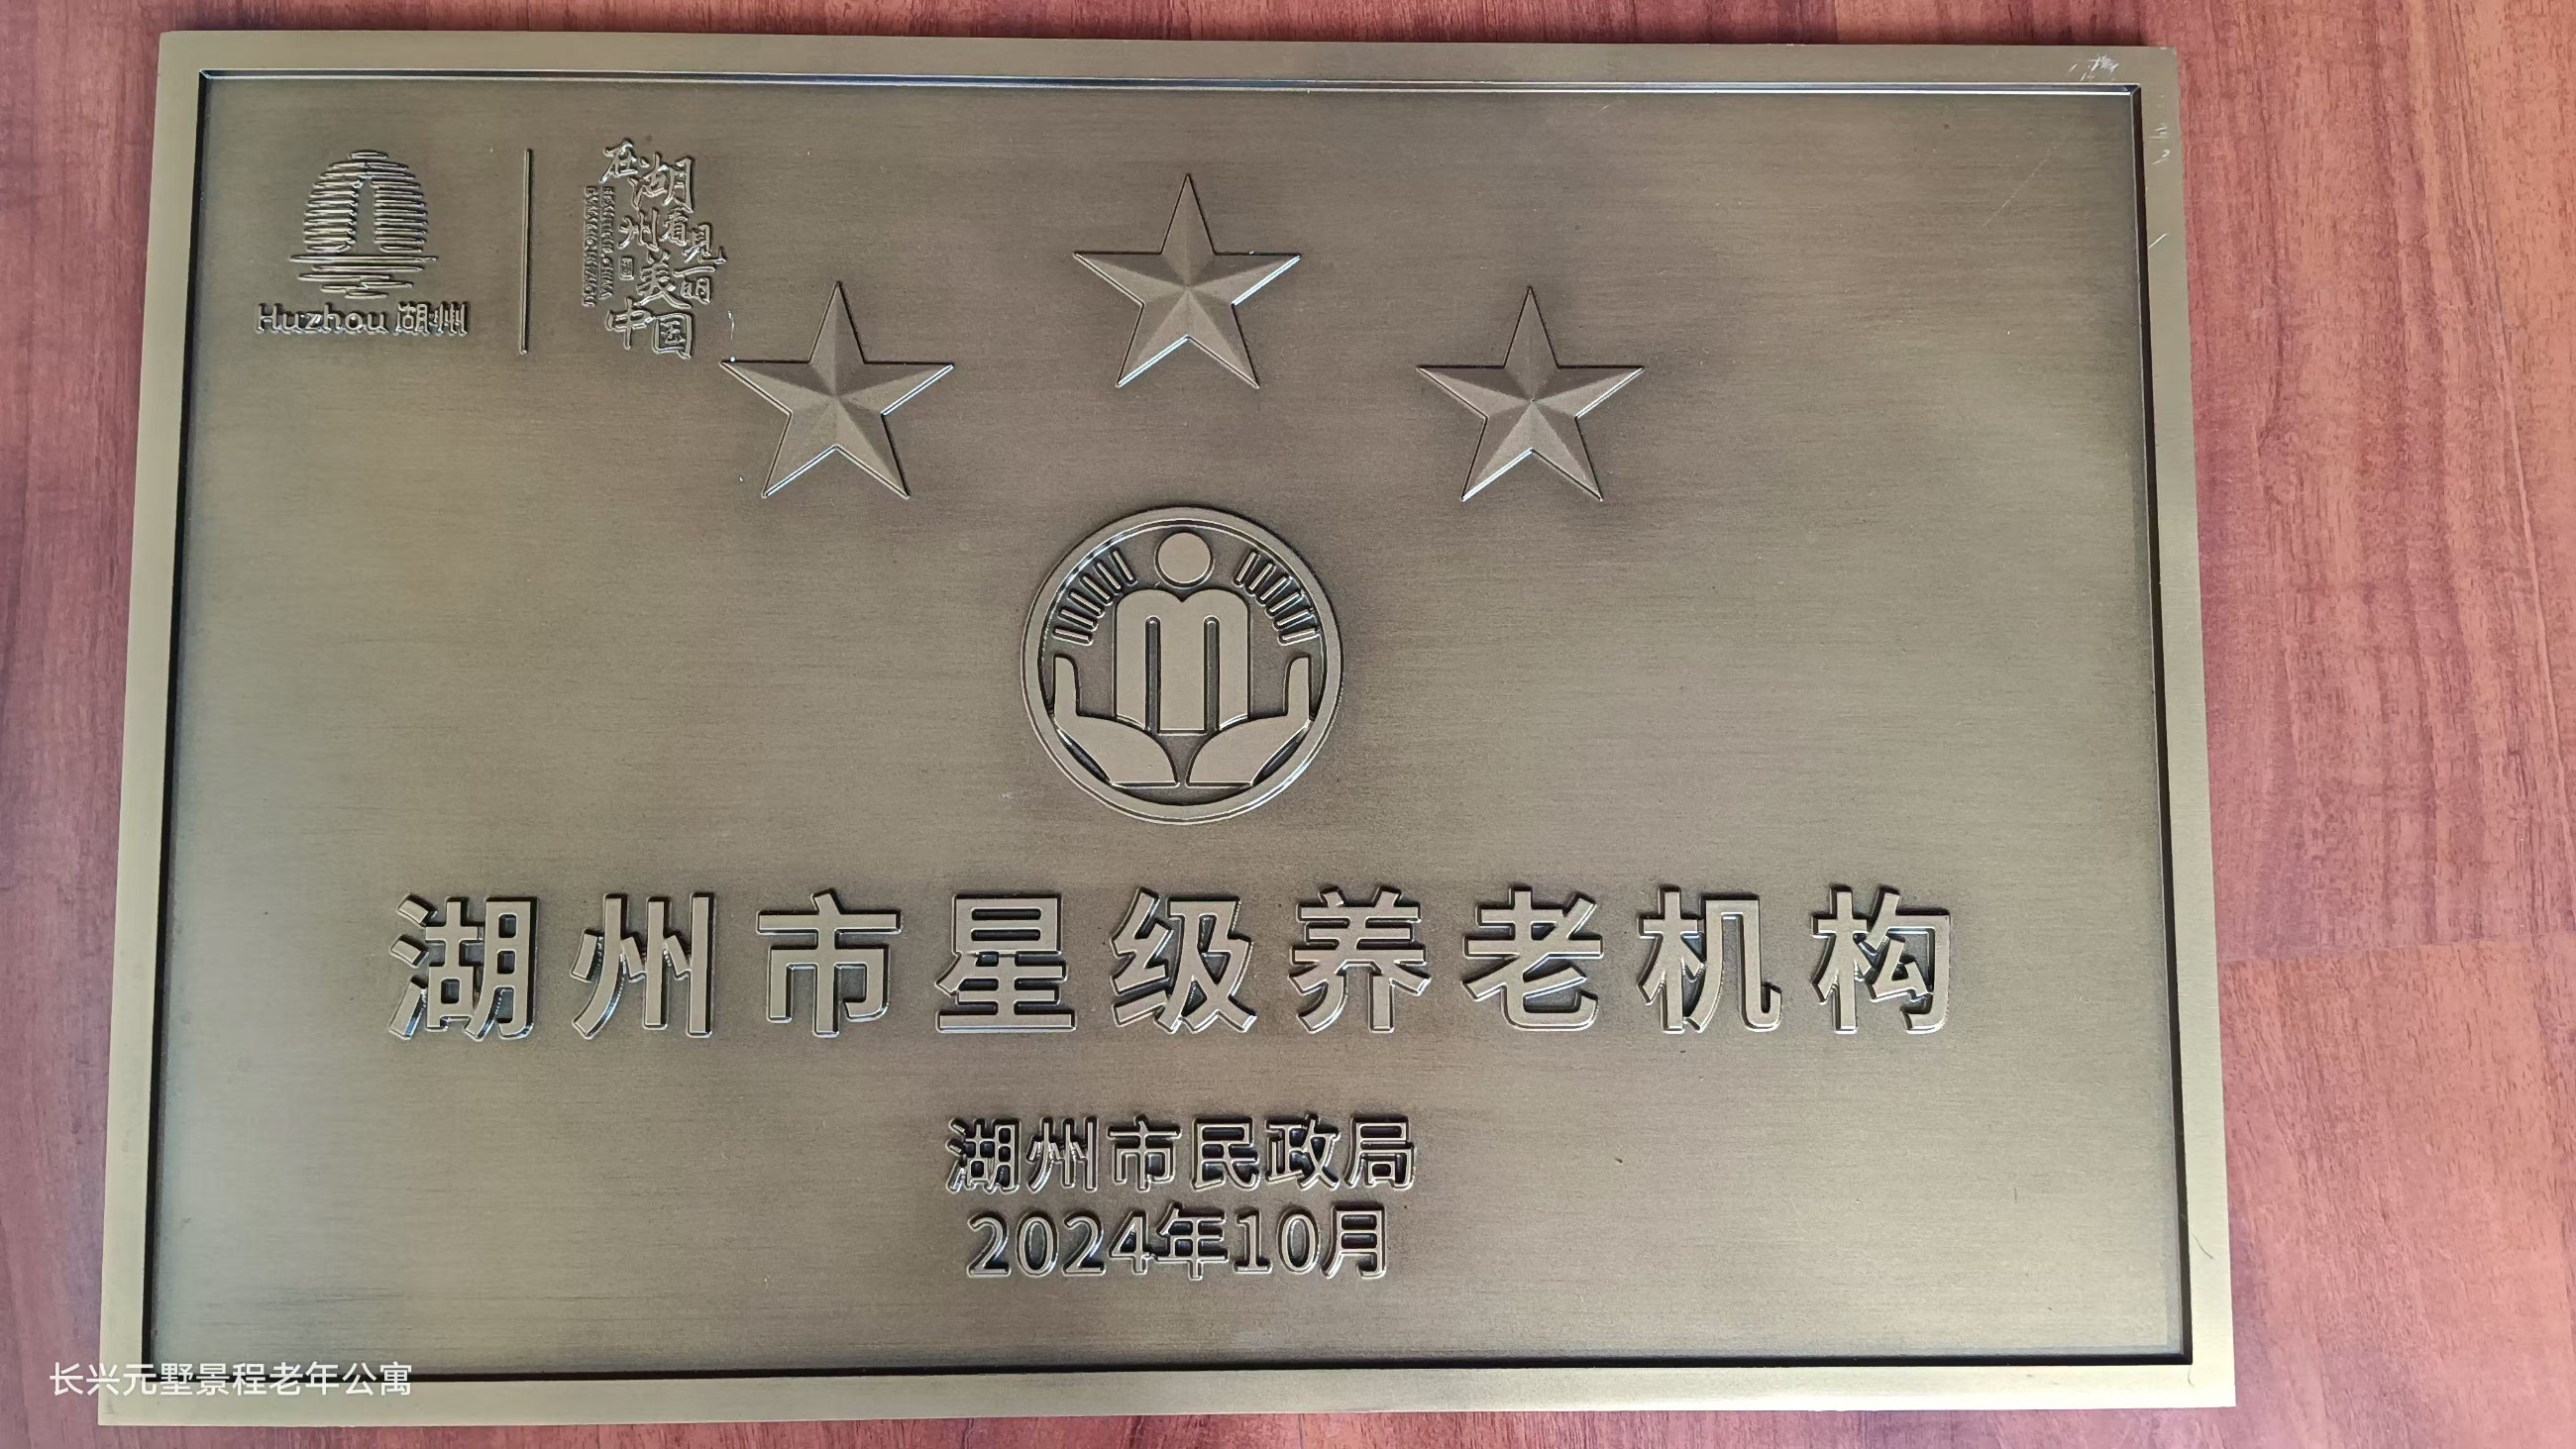 Huzhou 湖州
在湖州看见美丽中国
湖州市星级养老机构
湖州市民政局
2024年10月
长兴元墅景程老年公寓